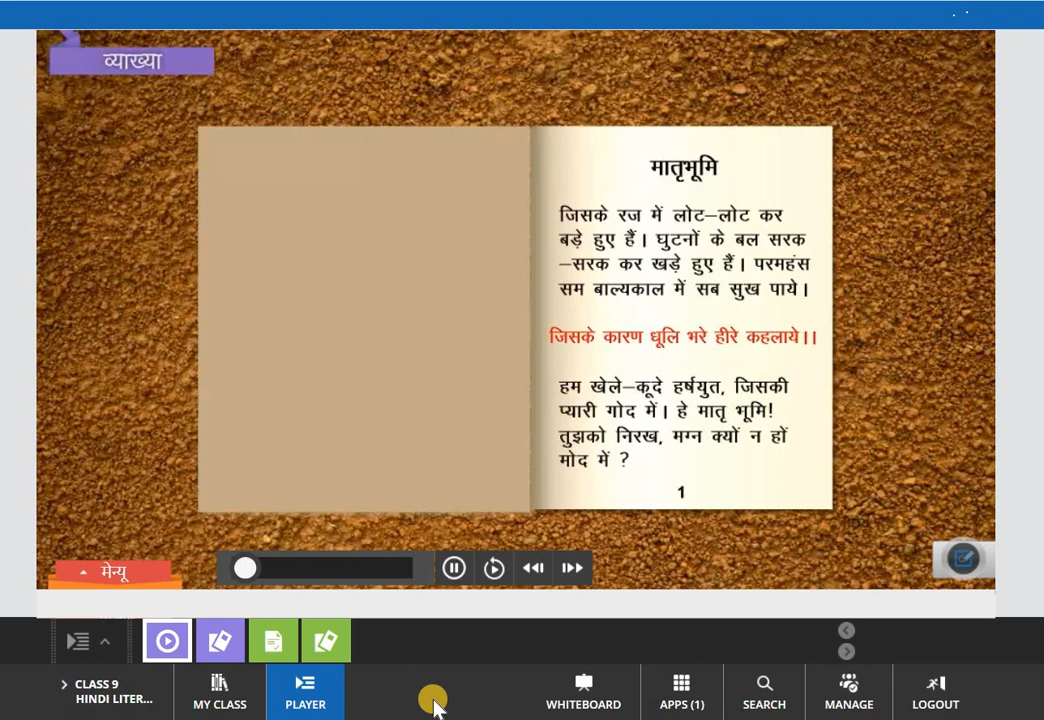 व्याख्या
मातृभूमि
जिसके रज में लोट–लोट कर
बड़े हुए हैं। घुटनों के बल सरक
–सरक कर खड़े हुए हैं। परमहंस
सम बाल्यकाल में सब सुख पाये।
जिसके कारण धूलि भरे हीरे कहलाये।।
हम खेले–कूदे हर्षयुत, जिसकी
प्यारी गोद में। हे मातृ भूमि!
तुझको निरख, मग्न क्यों न हों
मोद में ?
1
मेन्यू
CLASS 9
HINDI LITER...
MY CLASS
PLAYER
WHITEBOARD
APPS (1)
SEARCH
MANAGE
LOGOUT